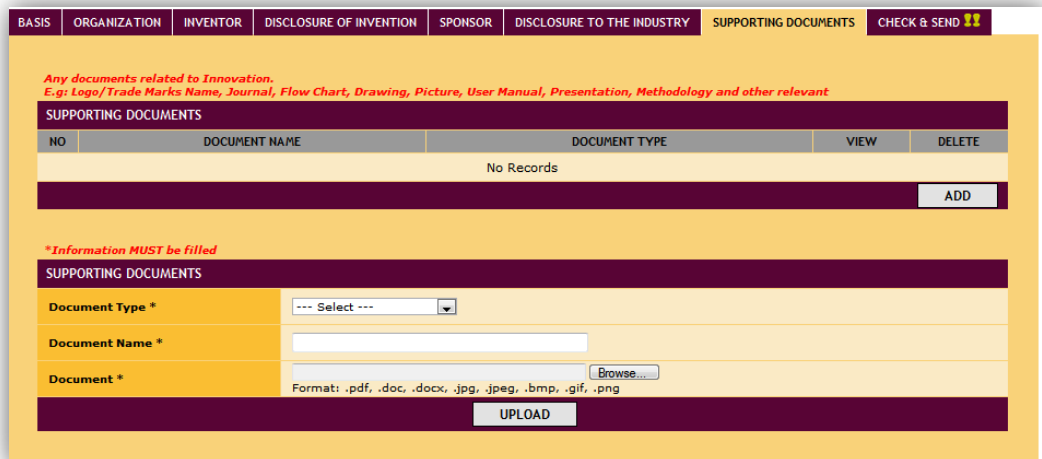 BASIS ORGANIZATION INVENTOR DISCLOSURE OF INVENTION SPONSOR DISCLOSURE TO THE INDUSTRY SUPPORTING DOCUMENTS CHECK & SEND
Any documents related to Innovation.
E.g: Logo/Trade Marks Name, Journal, Flow Chart, Drawing, Picture, User Manual, Presentation, Methodology and other relevant
SUPPORTING DOCUMENTS
NO DOCUMENT NAME DOCUMENT TYPE VIEW DELETE
No Records
ADD
*Information MUST be filled
SUPPORTING DOCUMENTS
Document Type * --- Select ---
Document Name *
Document * Browse...
Format: .pdf, .doc, .docx, .jpg, .jpeg, .bmp, .gif, .png
UPLOAD